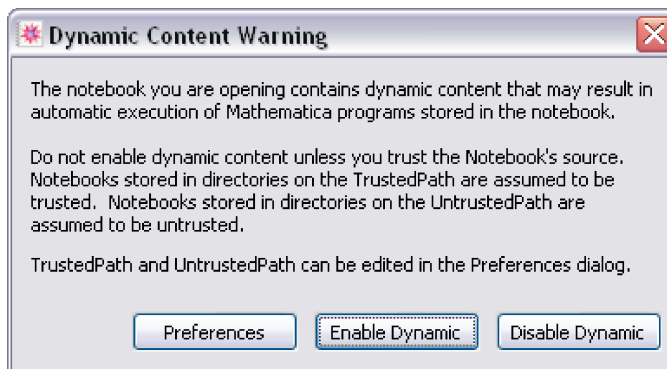 Dynamic Content Warning
The notebook you are opening contains dynamic content that may result in
automatic execution of Mathematica programs stored in the notebook.
Do not enable dynamic content unless you trust the Notebook's source.
Notebooks stored in directories on the TrustedPath are assumed to be
trusted. Notebooks stored in directories on the UntrustedPath are
assumed to be untrusted.
TrustedPath and UntrustedPath can be edited in the Preferences dialog.
Preferences Enable Dynamic Disable Dynamic